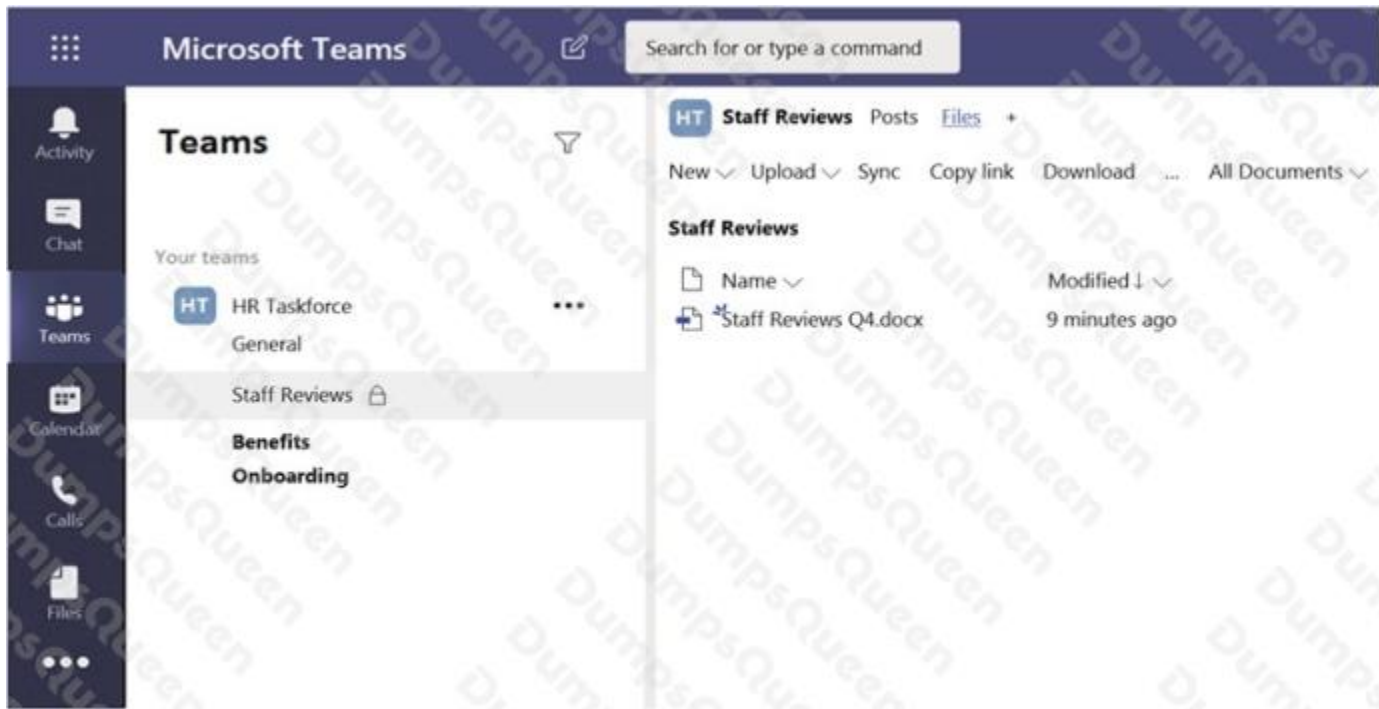 Microsoft Teams
Search for or type a command
Activity
Chat
Teams
Calendar
Calls
Files
Teams
Your teams
HT HR Taskforce
General
Staff Reviews
Benefits
Onboarding
HT Staff Reviews Posts Files +
New Upload Sync Copy link Download ... All Documents
Staff Reviews
Name Modified ↓
Staff Reviews Q4.docx 9 minutes ago
DumpsQueen